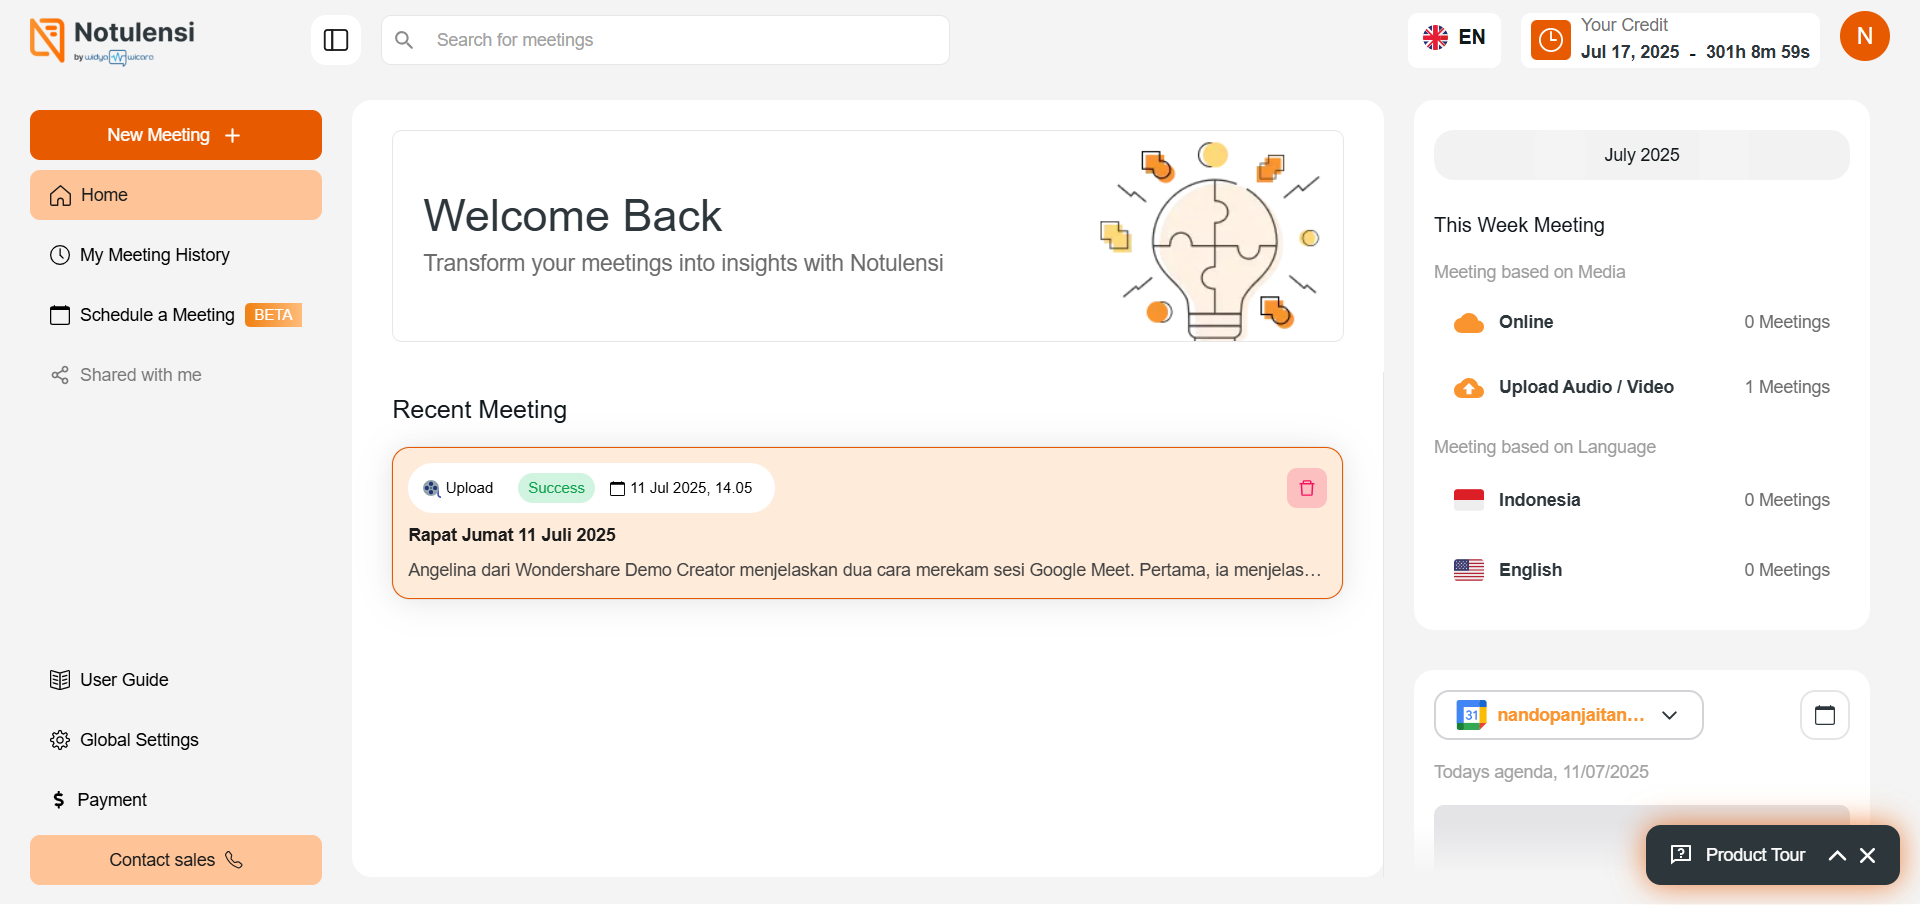 Notulensi
by widya wicara
Search for meetings
EN
Your Credit
Jul 17, 2025 - 301h 8m 59s
N
New Meeting +
Home
My Meeting History
Schedule a Meeting BETA
Shared with me
User Guide
Global Settings
Payment
Contact sales
Welcome Back
Transform your meetings into insights with Notulensi
Recent Meeting
Upload Success 11 Jul 2025, 14.05
Rapat Jumat 11 Juli 2025
Angelina dari Wondershare Demo Creator menjelaskan dua cara merekam sesi Google Meet. Pertama, ia menjelas...
July 2025
This Week Meeting
Meeting based on Media
Online 0 Meetings
Upload Audio / Video 1 Meetings
Meeting based on Language
Indonesia 0 Meetings
English 0 Meetings
31 nandopanjaitan...
Todays agenda, 11/07/2025
Product Tour